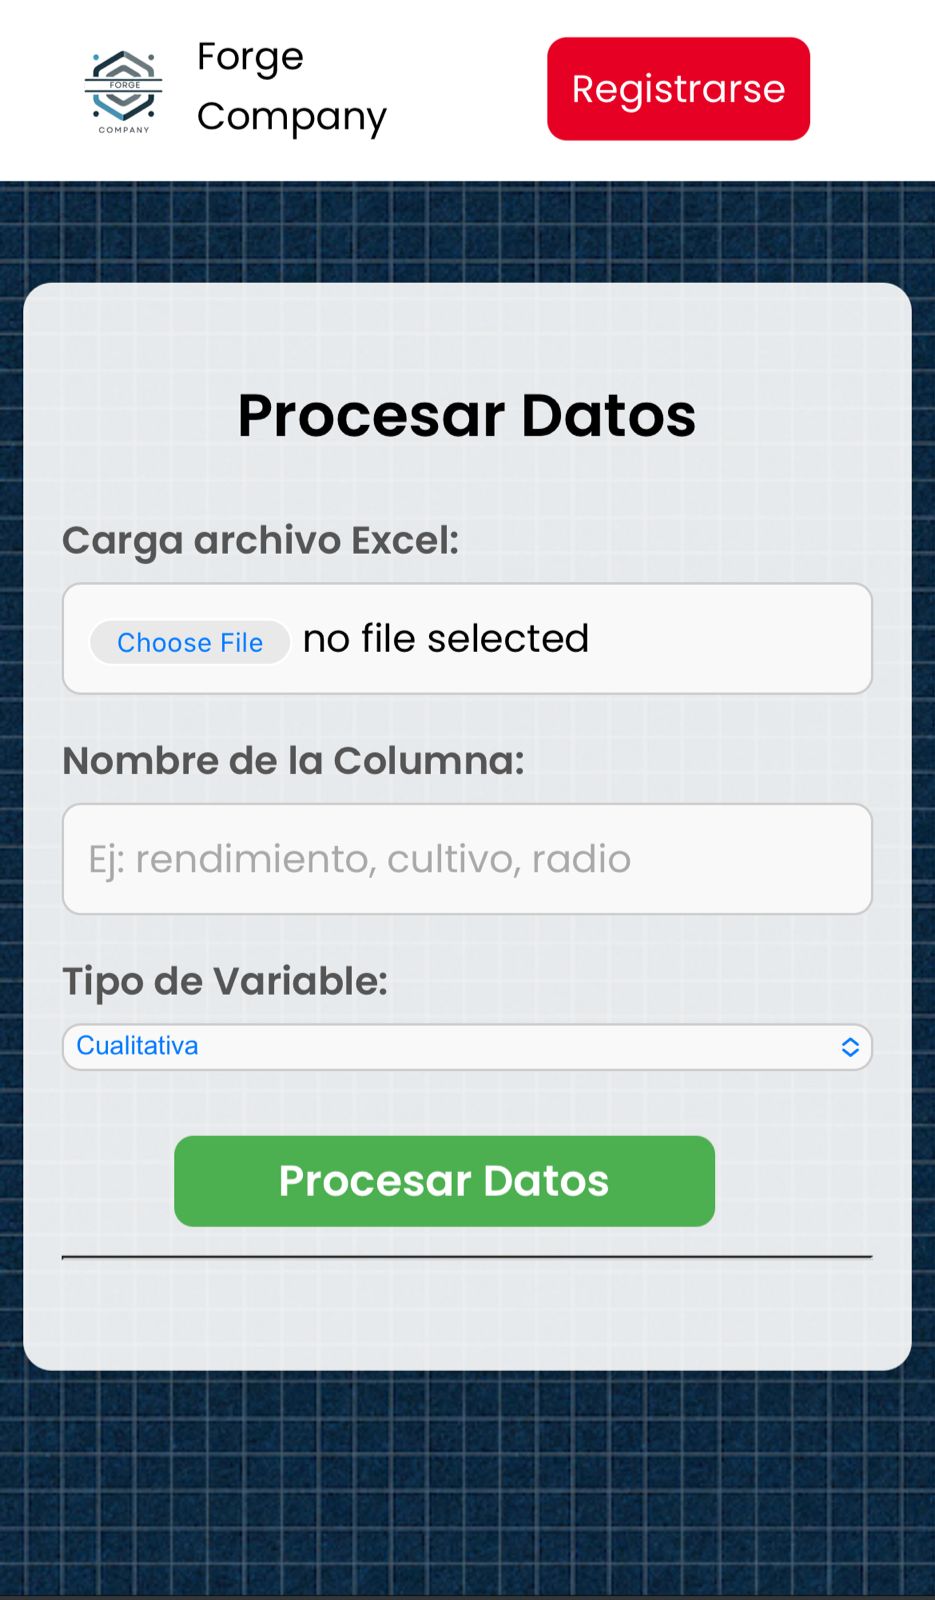 FORGE
COMPANY
Forge
Company
Registrarse
Procesar Datos
Carga archivo Excel:
Choose File no file selected
Nombre de la Columna:
Ej: rendimiento, cultivo, radio
Tipo de Variable:
Cualitativa
Procesar Datos